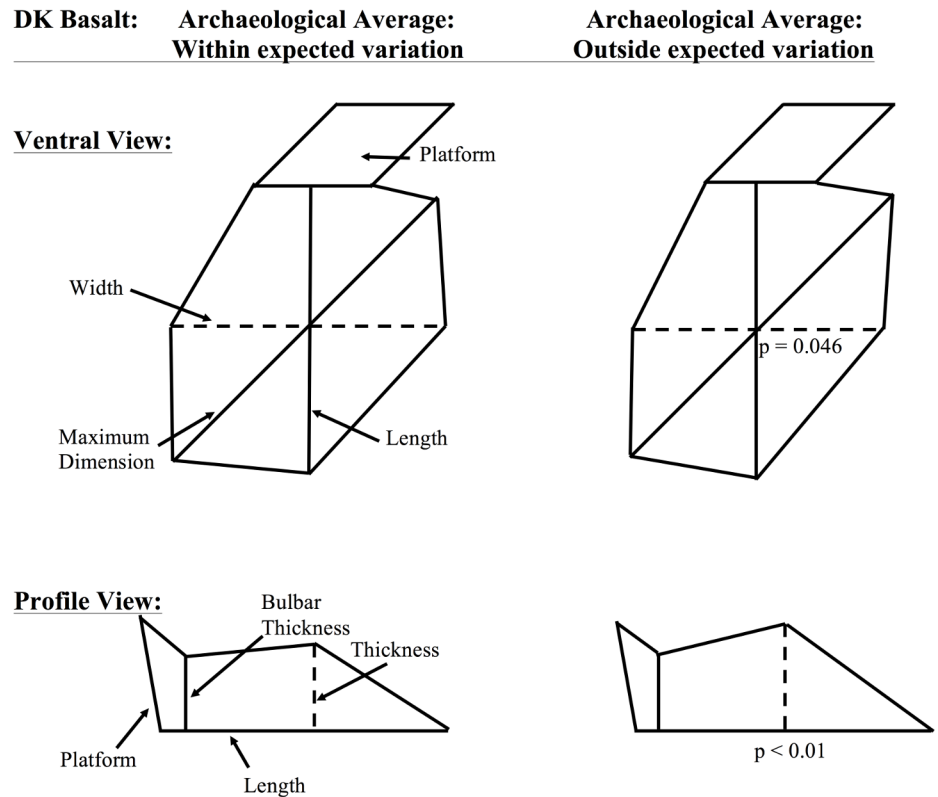 DK Basalt:
Archaeological Average:
Within expected variation
Archaeological Average:
Outside expected variation
Ventral View:
Platform
Width
p = 0.046
Maximum
Dimension
Length
Profile View:
Bulbar
Thickness
Thickness
Platform
Length
p < 0.01